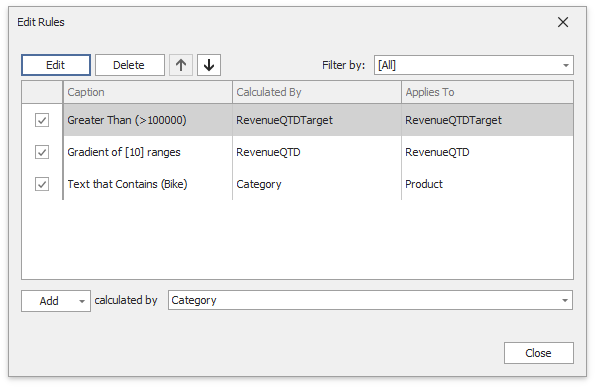 Edit Rules
Edit Delete Filter by: [All]
Caption Calculated By Applies To
Greater Than (>100000) RevenueQTDTarget RevenueQTDTarget
Gradient of [10] ranges RevenueQTD RevenueQTD
Text that Contains (Bike) Category Product
Add calculated by Category
Close